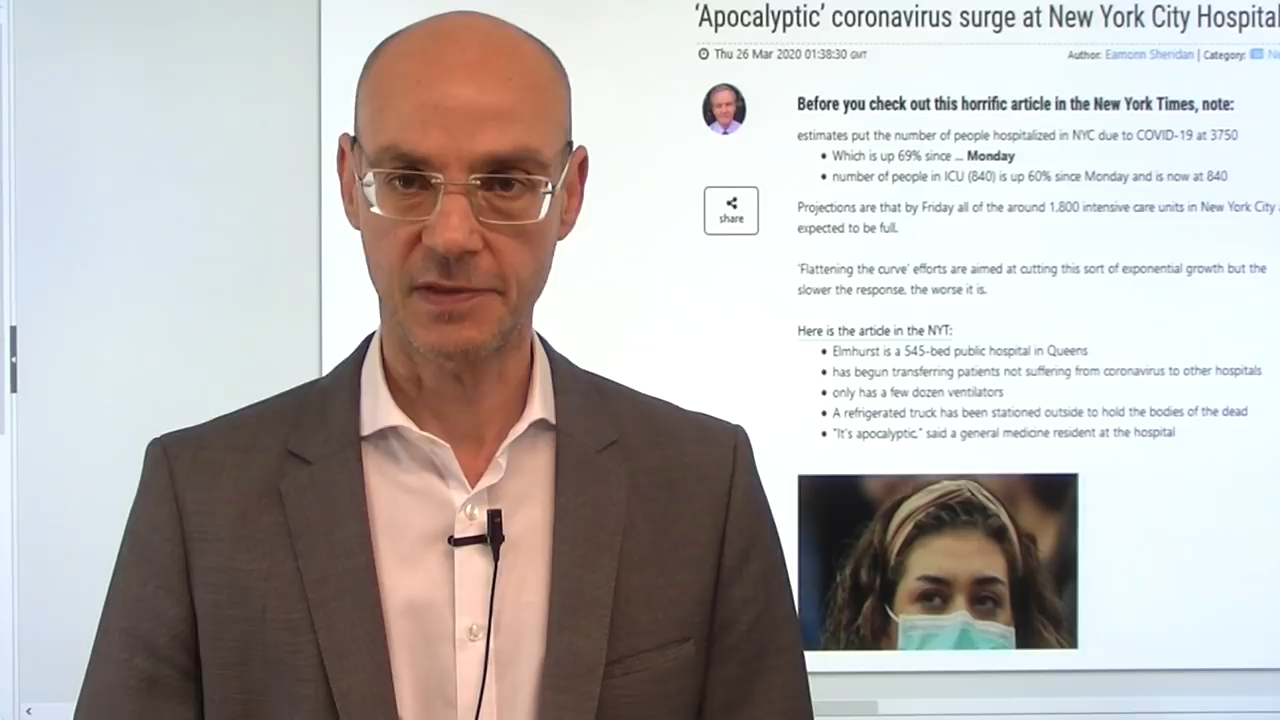 ‘Apocalyptic’ coronavirus surge at New York City Hospital
Thu 26 Mar 2020 01:38:30 GMT
Author: Eamonn Sheridan | Category:
Before you check out this horrific article in the New York Times, note:
estimates put the number of people hospitalized in NYC due to COVID-19 at 3750
• Which is up 69% since ... Monday
• number of people in ICU (840) is up 60% since Monday and is now at 840
share
Projections are that by Friday all of the around 1,800 intensive care units in New York City
expected to be full.
'Flattening the curve' efforts are aimed at cutting this sort of exponential growth but the
slower the response, the worse it is.
Here is the article in the NYT:
• Elmhurst is a 545-bed public hospital in Queens
• has begun transferring patients not suffering from coronavirus to other hospitals
• only has a few dozen ventilators
• A refrigerated truck has been stationed outside to hold the bodies of the dead
• "It's apocalyptic," said a general medicine resident at the hospital